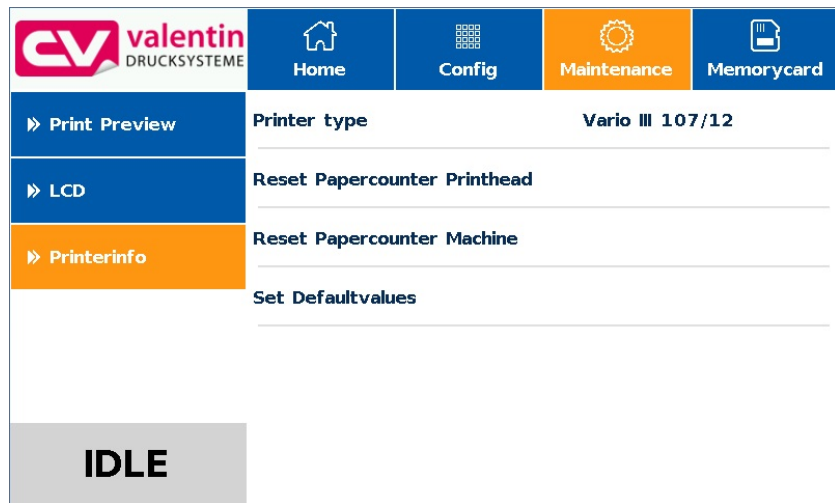 CV valentin
DRUCKSYSTEME
Home
Config
Maintenance
Memorycard
Print Preview
LCD
Printerinfo
IDLE
Printer type Vario III 107/12
Reset Papercounter Printhead
Reset Papercounter Machine
Set Defaultvalues